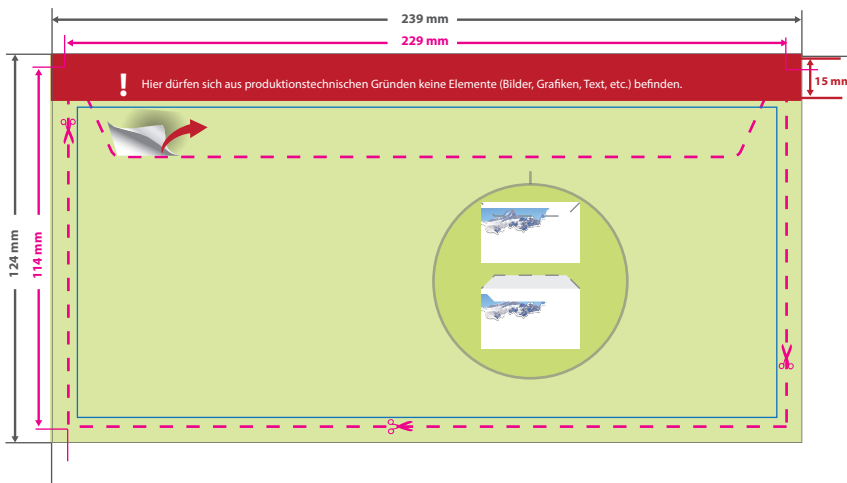 239 mm
229 mm
! Hier dürfen sich aus produktionstechnischen Gründen keine Elemente (Bilder, Grafiken, Text, etc.) befinden.
15 mm
124 mm
114 mm